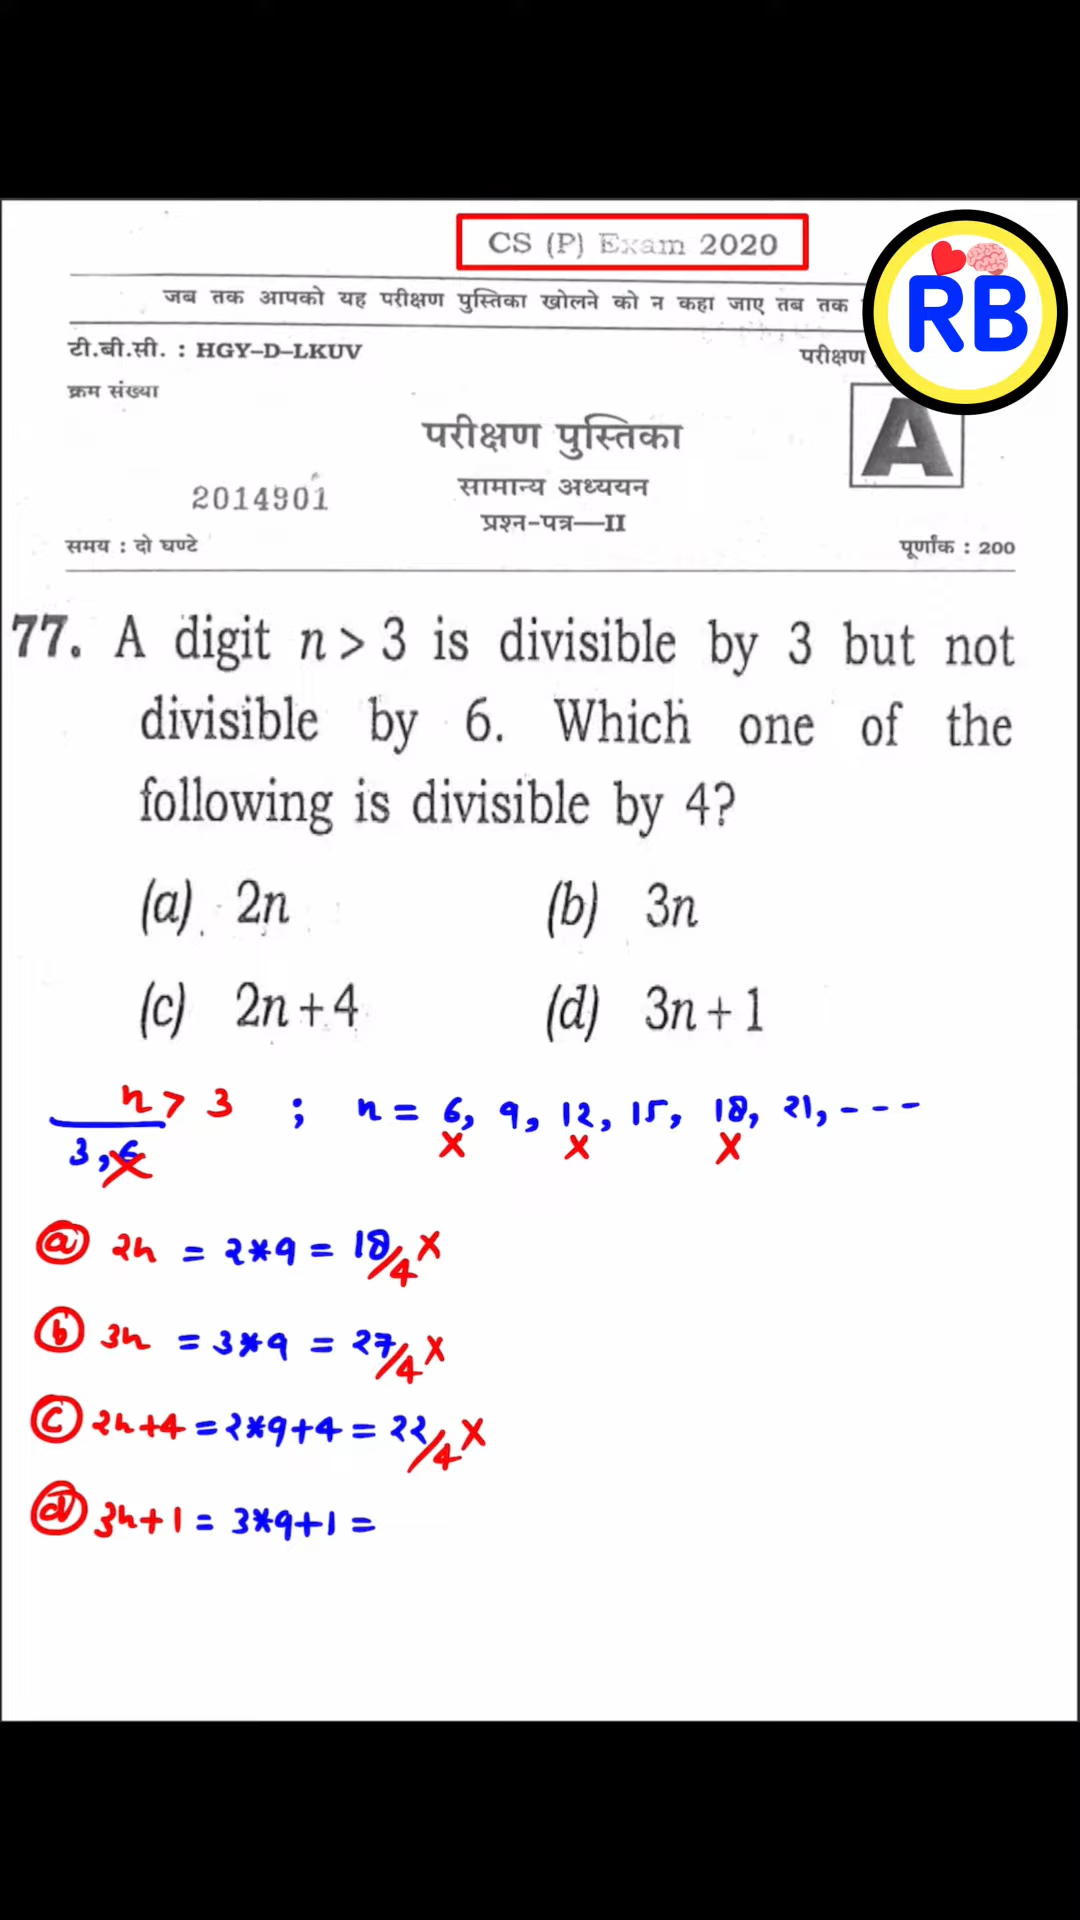 CS (P) Exam 2020
RB
जब तक आपको यह परीक्षण पुस्तिका खोलने को न कहा जाए तब तक
टी.बी.सी. : HGY–D–LKUV
परीक्षण
क्रम संख्या
A
परीक्षण पुस्तिका
2014901
सामान्य अध्ययन
प्रश्न-पत्र—II
समय : दो घण्टे
पूर्णांक : 200
77. A digit n > 3 is divisible by 3 but not
divisible by 6. Which one of the
following is divisible by 4?
(a) 2n (b) 3n
(c) 2n + 4 (d) 3n + 1
n > 3 ; n = 6, 9, 12, 15, 18, 21, - - -
3, 6 x x x
(a) 2n = 2*9 = 18/4 x
(b) 3n = 3*9 = 27/4 x
(c) 2n+4 = 2*9+4 = 22/4 x
(d) 3n+1 = 3*9+1 =